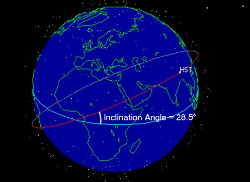 HST
Inclination Angle = 28.5°